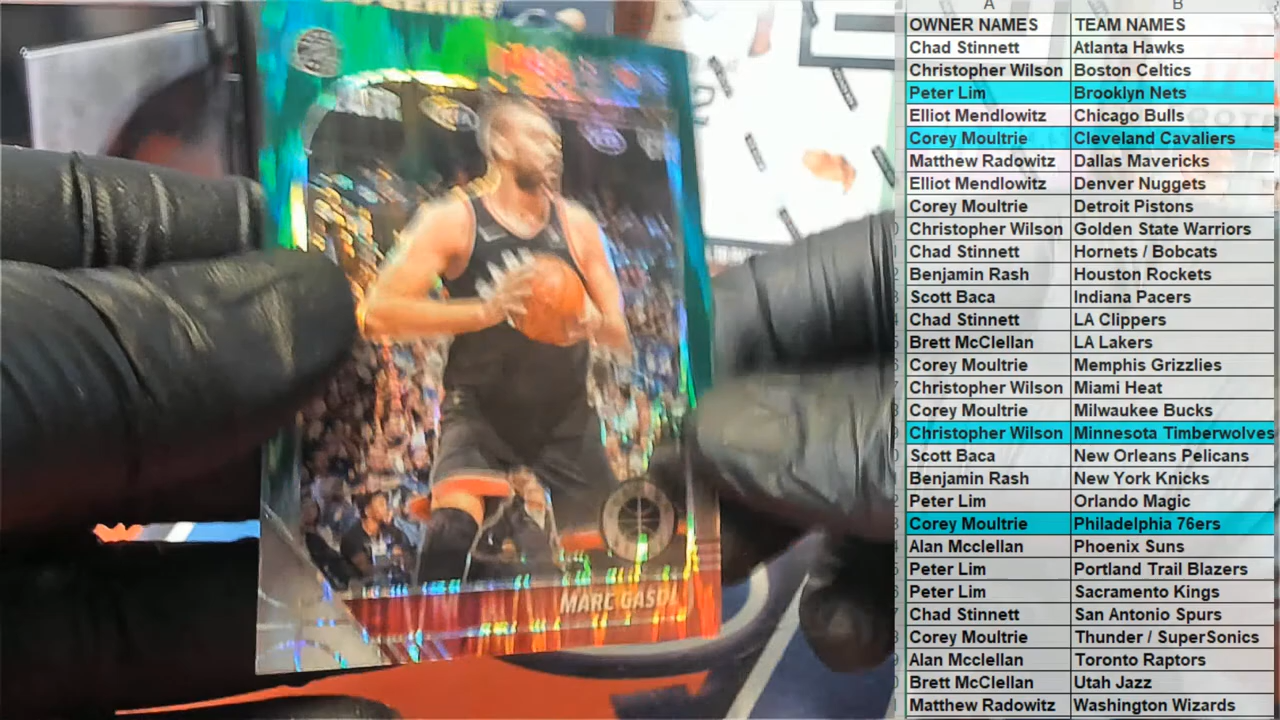 MARC GASOL
A B
OWNER NAMES TEAM NAMES
Chad Stinnett Atlanta Hawks
Christopher Wilson Boston Celtics
Peter Lim Brooklyn Nets
Elliot Mendlowitz Chicago Bulls
Corey Moultrie Cleveland Cavaliers
Matthew Radowitz Dallas Mavericks
Elliot Mendlowitz Denver Nuggets
Corey Moultrie Detroit Pistons
Christopher Wilson Golden State Warriors
Chad Stinnett Hornets / Bobcats
Benjamin Rash Houston Rockets
Scott Baca Indiana Pacers
Chad Stinnett LA Clippers
Brett McClellan LA Lakers
Corey Moultrie Memphis Grizzlies
Christopher Wilson Miami Heat
Corey Moultrie Milwaukee Bucks
Christopher Wilson Minnesota Timberwolves
Scott Baca New Orleans Pelicans
Benjamin Rash New York Knicks
Peter Lim Orlando Magic
Corey Moultrie Philadelphia 76ers
Alan Mcclellan Phoenix Suns
Peter Lim Portland Trail Blazers
Peter Lim Sacramento Kings
Chad Stinnett San Antonio Spurs
Corey Moultrie Thunder / SuperSonics
Alan Mcclellan Toronto Raptors
Brett McClellan Utah Jazz
Matthew Radowitz Washington Wizards